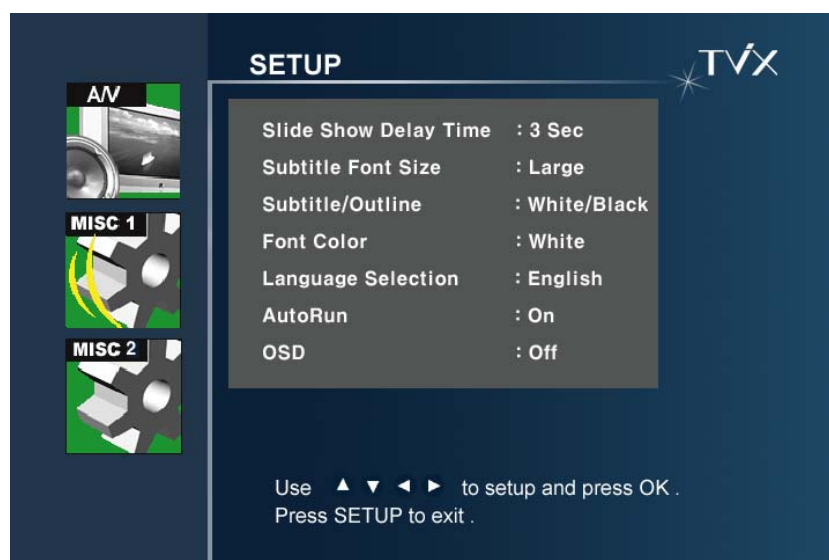 SETUP
TViX
A/V
MISC 1
MISC 2
Slide Show Delay Time : 3 Sec
Subtitle Font Size : Large
Subtitle/Outline : White/Black
Font Color : White
Language Selection : English
AutoRun : On
OSD : Off
Use ▲ ▼ ◄ ► to setup and press OK .
Press SETUP to exit .